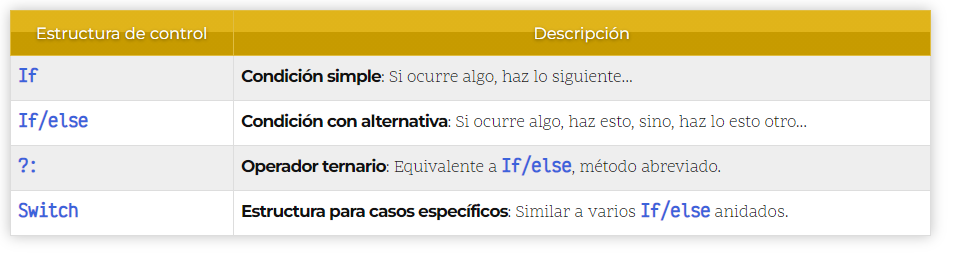 Estructura de control Descripción
If Condición simple: Si ocurre algo, haz lo siguiente...
If/else Condición con alternativa: Si ocurre algo, haz esto, sino, haz lo esto otro...
?: Operador ternario: Equivalente a If/else, método abreviado.
Switch Estructura para casos específicos: Similar a varios If/else anidados.